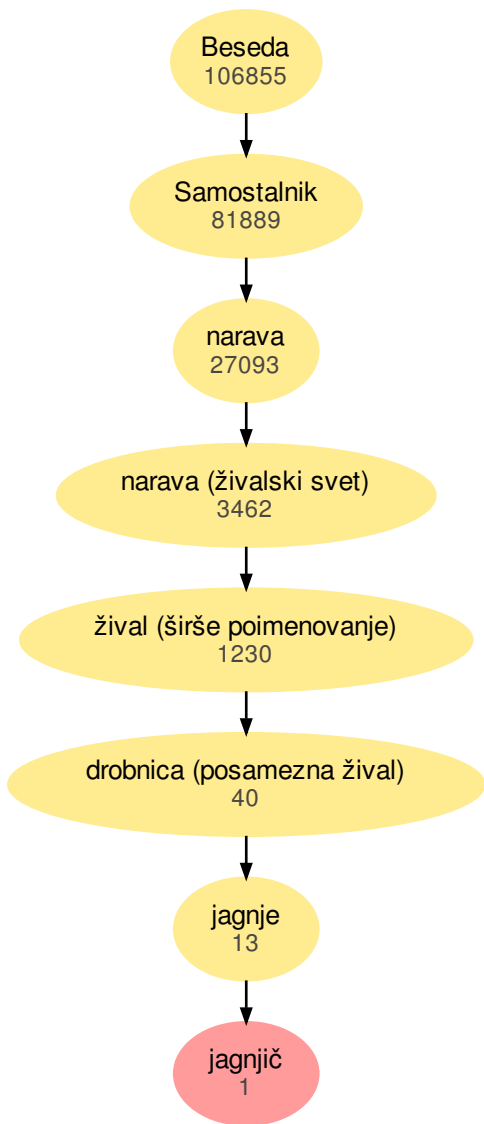 Beseda
106855
Samostalnik
81889
narava
27093
narava (živalski svet)
3462
žival (širše poimenovanje)
1230
drobnica (posamezna žival)
40
jagnje
13
jagnjič
1